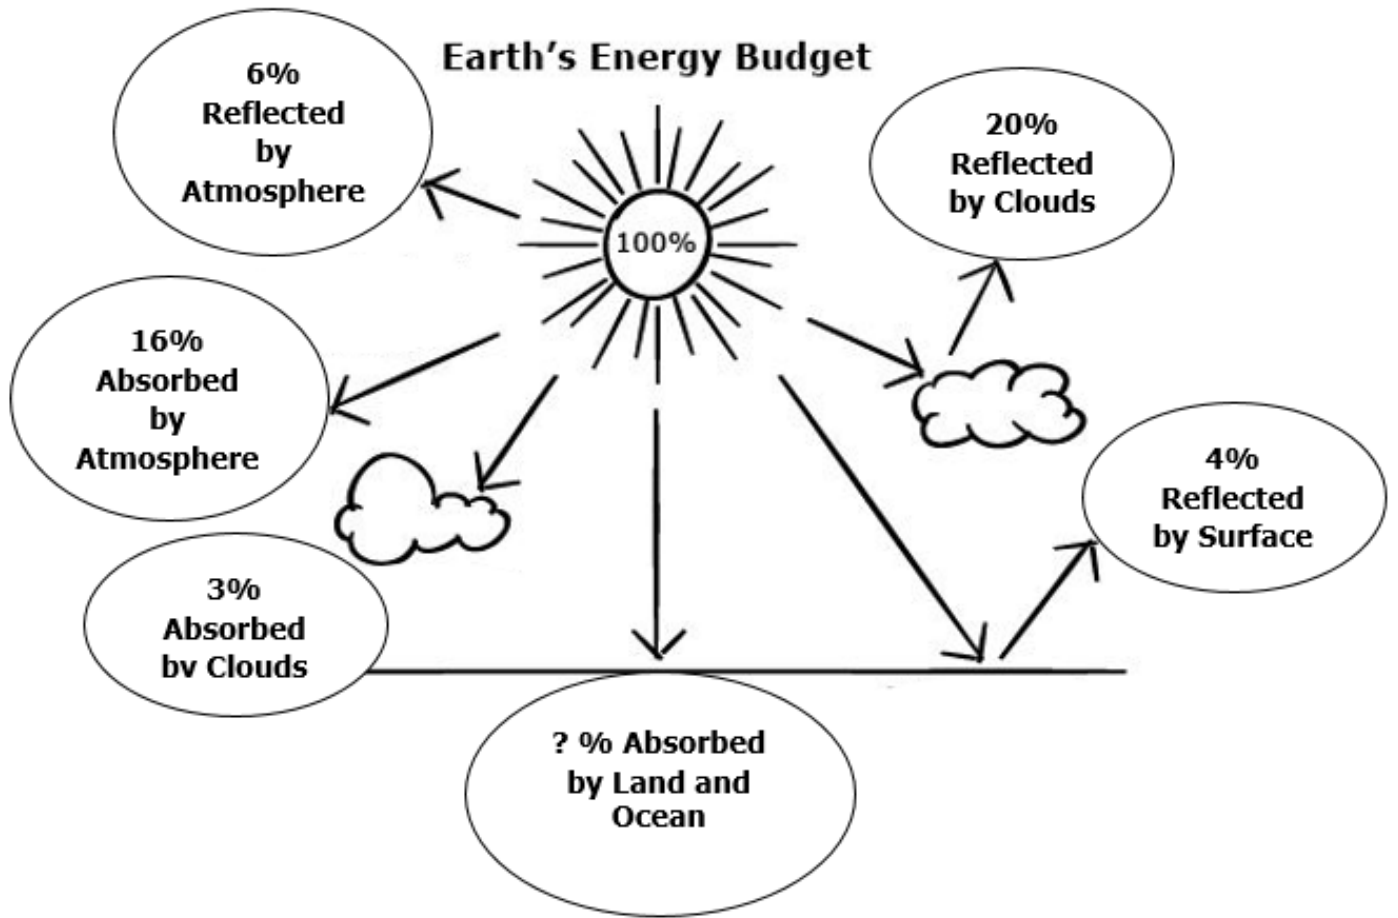 Earth’s Energy Budget
6%
Reflected
by
Atmosphere
20%
Reflected
by Clouds
100%
16%
Absorbed
by
Atmosphere
4%
Reflected
by Surface
3%
Absorbed
by Clouds
? % Absorbed
by Land and
Ocean